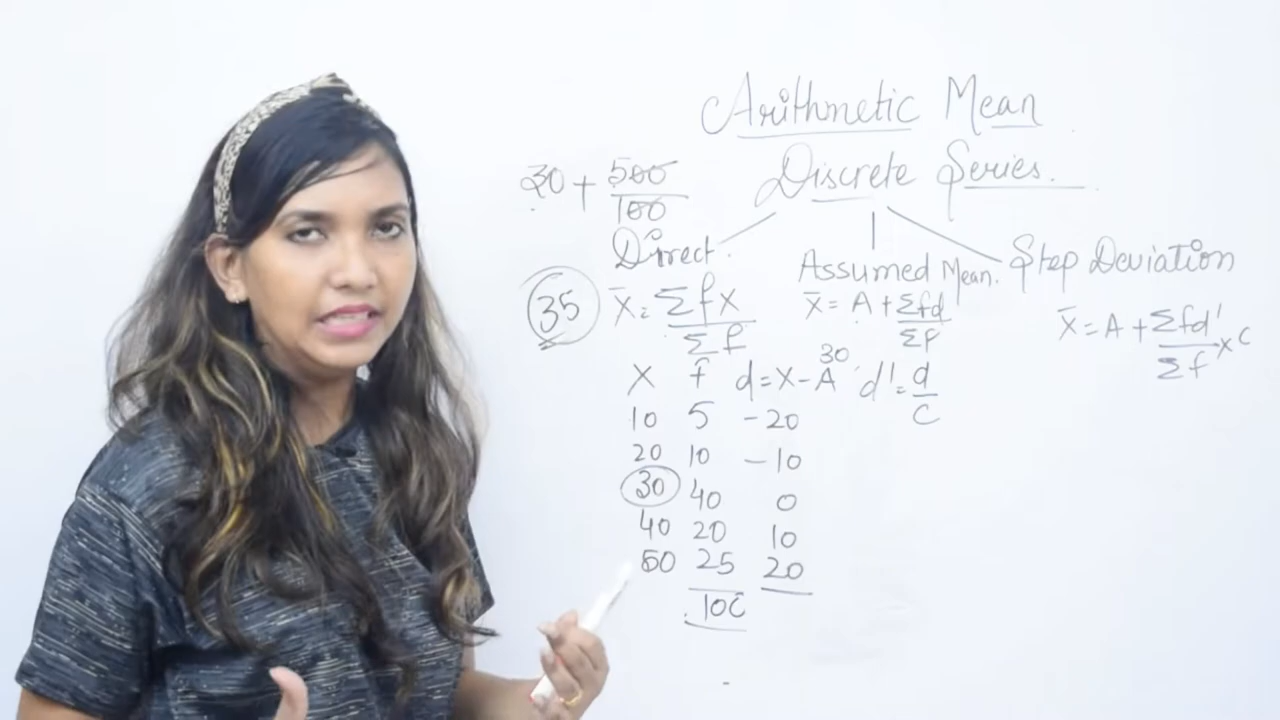 Arithmetic Mean
Discrete Series.
30 + 500/100
Direct.
Assumed Mean.
Step Deviation
35
X̄ = Σfx/Σf
X̄ = A + Σfd/Σf
X̄ = A + Σfd'/Σf × C
30
X f d = X - A d' = d/c
10 5 -20
20 10 -10
30 40 0
40 20 10
50 25 20
100